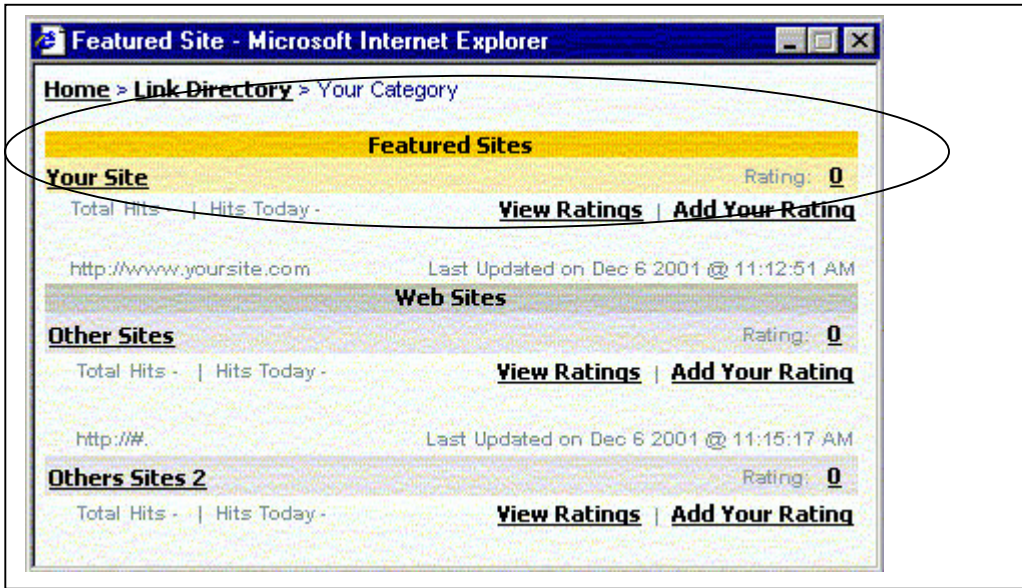 Featured Site - Microsoft Internet Explorer
Home > Link Directory > Your Category
Featured Sites
Your Site Rating: 0
Total Hits - | Hits Today - View Ratings | Add Your Rating
http://www.yoursite.com Last Updated on Dec 6 2001 @ 11:12:51 AM
Web Sites
Other Sites Rating: 0
Total Hits - | Hits Today - View Ratings | Add Your Rating
http://#. Last Updated on Dec 6 2001 @ 11:15:17 AM
Others Sites 2 Rating: 0
Total Hits - | Hits Today - View Ratings | Add Your Rating